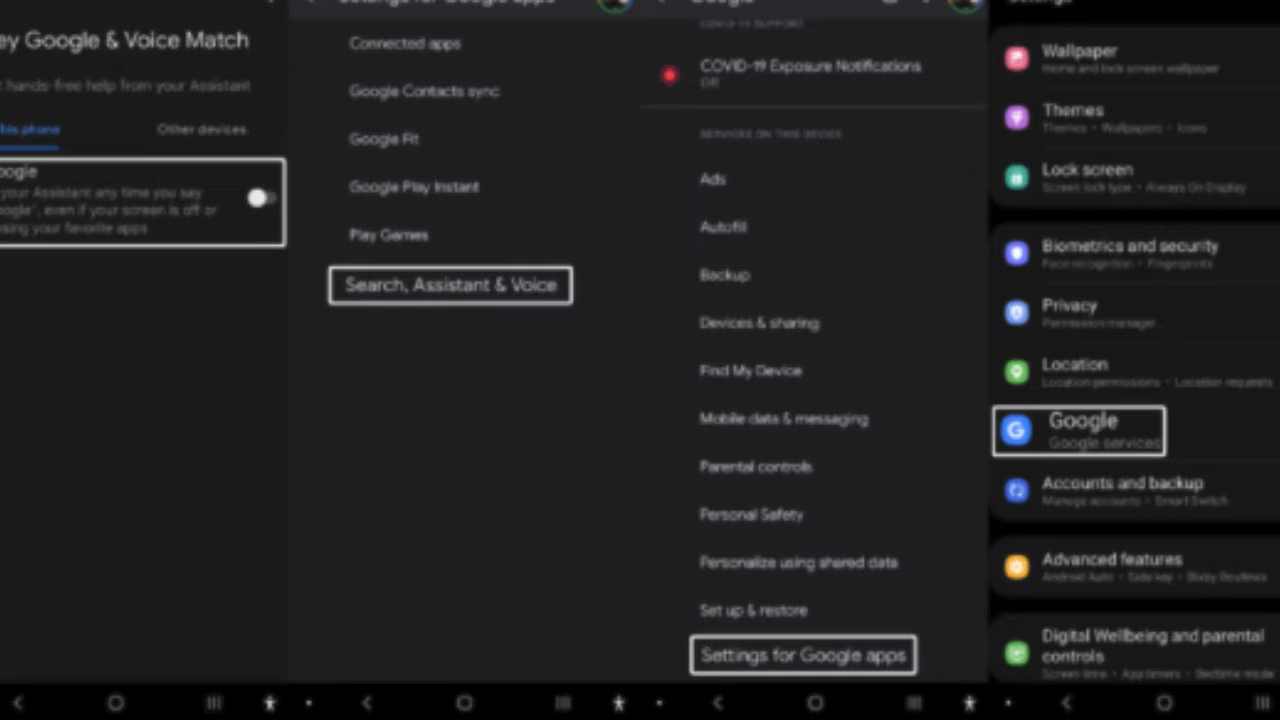 ey Google & Voice Match
hands-free help from your Assistant
his phone
Other devices
oogle
your Assistant any time you say
ogle", even if your screen is off or
using your favorite apps
Settings for Google apps
Connected apps
Google Contacts sync
Google Fit
Google Play Instant
Play Games
Search, Assistant & Voice
Google
COVID-19 SUPPORT
COVID-19 Exposure Notifications
Off
SERVICES ON THIS DEVICE
Ads
Autofill
Backup
Devices & sharing
Find My Device
Mobile data & messaging
Parental controls
Personal Safety
Personalize using shared data
Set up & restore
Settings for Google apps
Settings
Wallpaper
Home and lock screen wallpaper
Themes
Themes • Wallpapers • Icons
Lock screen
Screen lock type • Always On Display
Biometrics and security
Face recognition • Fingerprints
Privacy
Permission manager
Location
Location permissions • Location requests
Google
Google services
Accounts and backup
Manage accounts • Smart Switch
Advanced features
Android Auto • Side key • Bixby Routines
Digital Wellbeing and parental
controls
Screen time • App timers • Bedtime mode